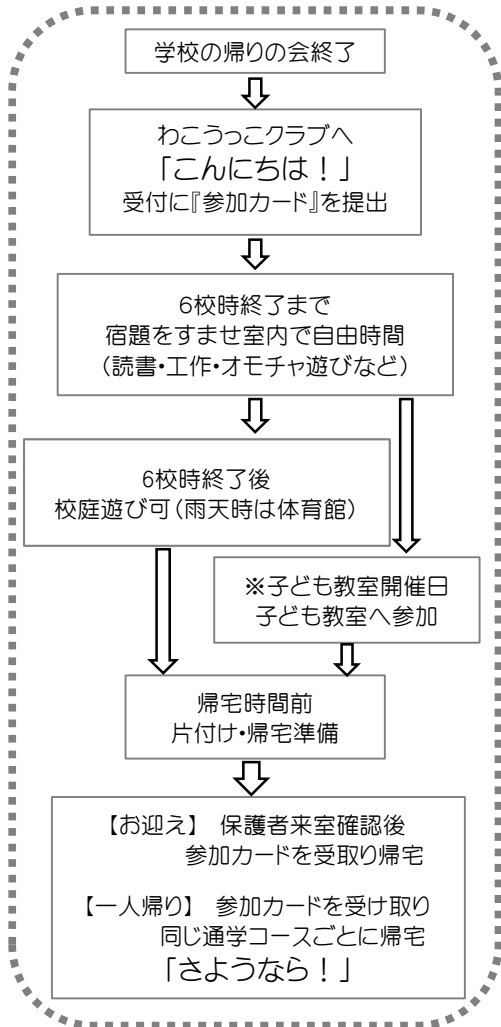 学校の帰りの会終了
わこうっこクラブへ
「こんにちは！」
受付に『参加カード』を提出
6校時終了まで
宿題をすませ室内で自由時間
（読書・工作・オモチャ遊びなど）
6校時終了後
校庭遊び可（雨天時は体育館）
※子ども教室開催日
子ども教室へ参加
帰宅時間前
片付け・帰宅準備
【お迎え】 保護者来室確認後
参加カードを受取り帰宅
【一人帰り】 参加カードを受け取り
同じ通学コースごとに帰宅
「さようなら！」